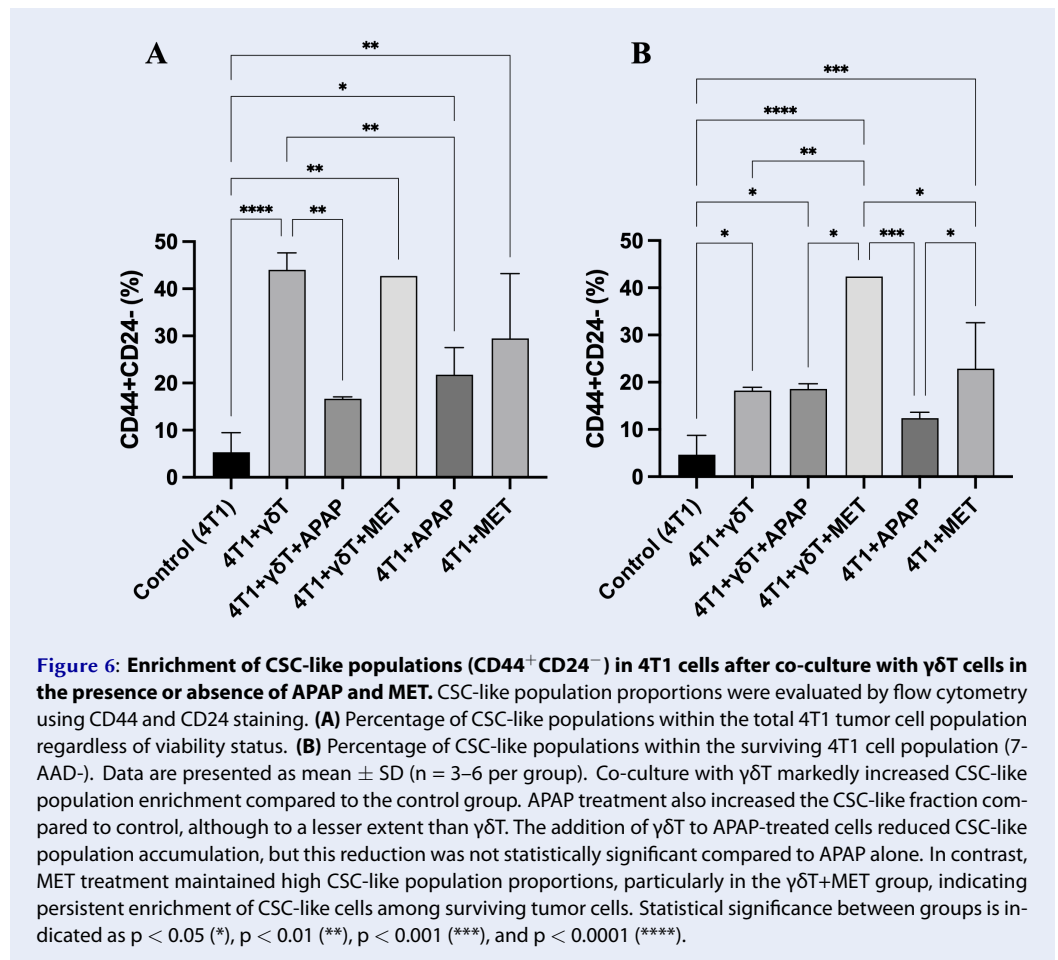 A
B
**
***
*
****
**
**
**
*
****
**
*
*
***
*
*
CD44+CD24- (%)
50
40
30
20
10
0
Control (4T1)
4T1+γδT
4T1+γδT+APAP
4T1+γδT+MET
4T1+APAP
4T1+MET
CD44+CD24- (%)
50
40
30
20
10
0
Control (4T1)
4T1+γδT
4T1+γδT+APAP
4T1+γδT+MET
4T1+APAP
4T1+MET
Figure 6: Enrichment of CSC-like populations (CD44⁺CD24⁻) in 4T1 cells after co-culture with γδT cells in
the presence or absence of APAP and MET. CSC-like population proportions were evaluated by flow cytometry
using CD44 and CD24 staining. (A) Percentage of CSC-like populations within the total 4T1 tumor cell population
regardless of viability status. (B) Percentage of CSC-like populations within the surviving 4T1 cell population (7-
AAD-). Data are presented as mean ± SD (n = 3–6 per group). Co-culture with γδT markedly increased CSC-like
population enrichment compared to the control group. APAP treatment also increased the CSC-like fraction com-
pared to control, although to a lesser extent than γδT. The addition of γδT to APAP-treated cells reduced CSC-like
population accumulation, but this reduction was not statistically significant compared to APAP alone. In contrast,
MET treatment maintained high CSC-like population proportions, particularly in the γδT+MET group, indicating
persistent enrichment of CSC-like cells among surviving tumor cells. Statistical significance between groups is in-
dicated as p < 0.05 (*), p < 0.01 (**), p < 0.001 (***), and p < 0.0001 (****).